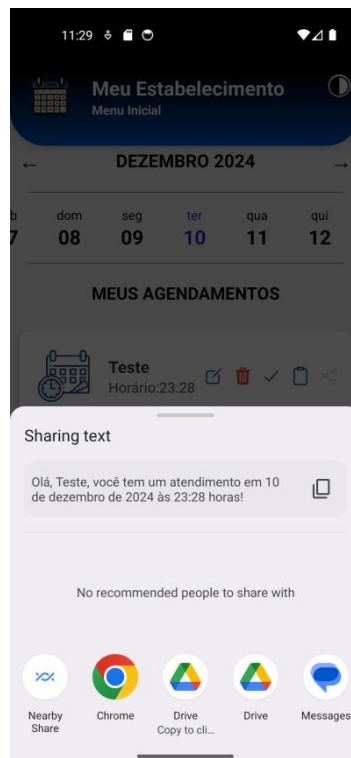 11:29
Meu Estabelecimento
Menu Inicial
← DEZEMBRO 2024 →
b dom seg ter qua qui
7 08 09 10 11 12
MEUS AGENDAMENTOS
Teste
Horário:23:28
Sharing text
Olá, Teste, você tem um atendimento em 10
de dezembro de 2024 às 23:28 horas!
No recommended people to share with
Nearby Share
Chrome
Drive
Copy to cli...
Drive
Messages